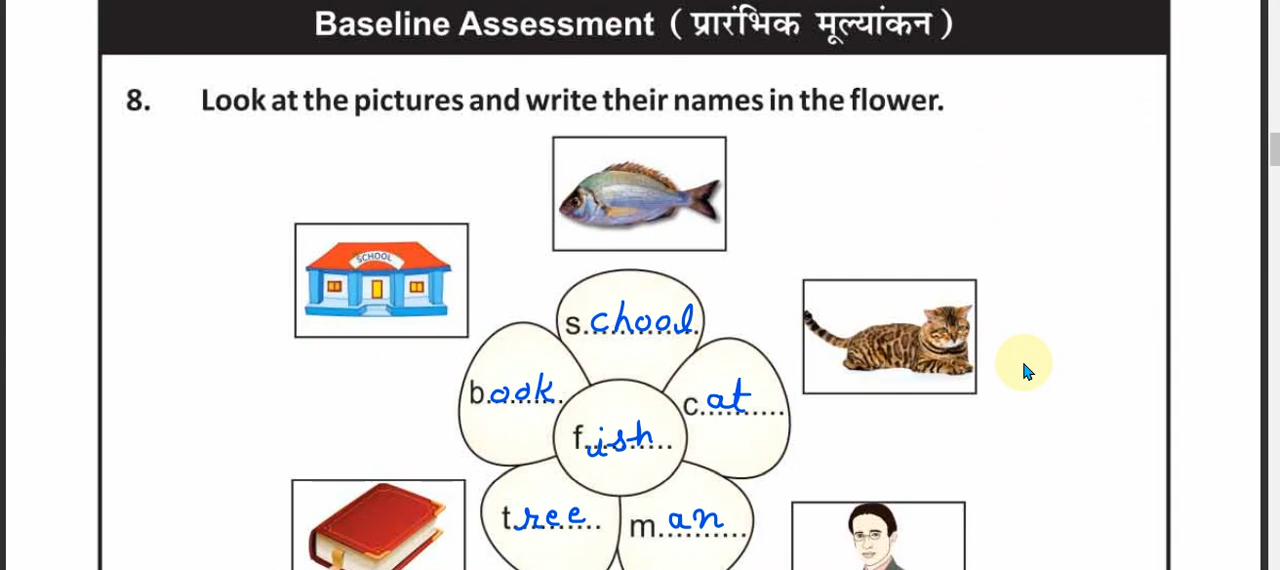 Baseline Assessment ( प्रारंभिक मूल्यांकन )
8. Look at the pictures and write their names in the flower.
SCHOOL
s.chool.
b.ook.
c.at....
f.ish..
t.ree..
m.an...